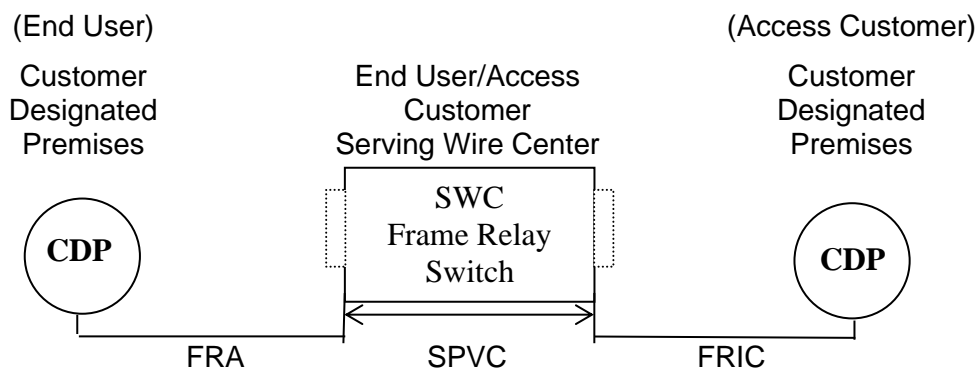 (End User)
(Access Customer)
Customer
Designated
Premises
End User/Access
Customer
Serving Wire Center
Customer
Designated
Premises
CDP
SWC
Frame Relay
Switch
CDP
FRA
SPVC
FRIC